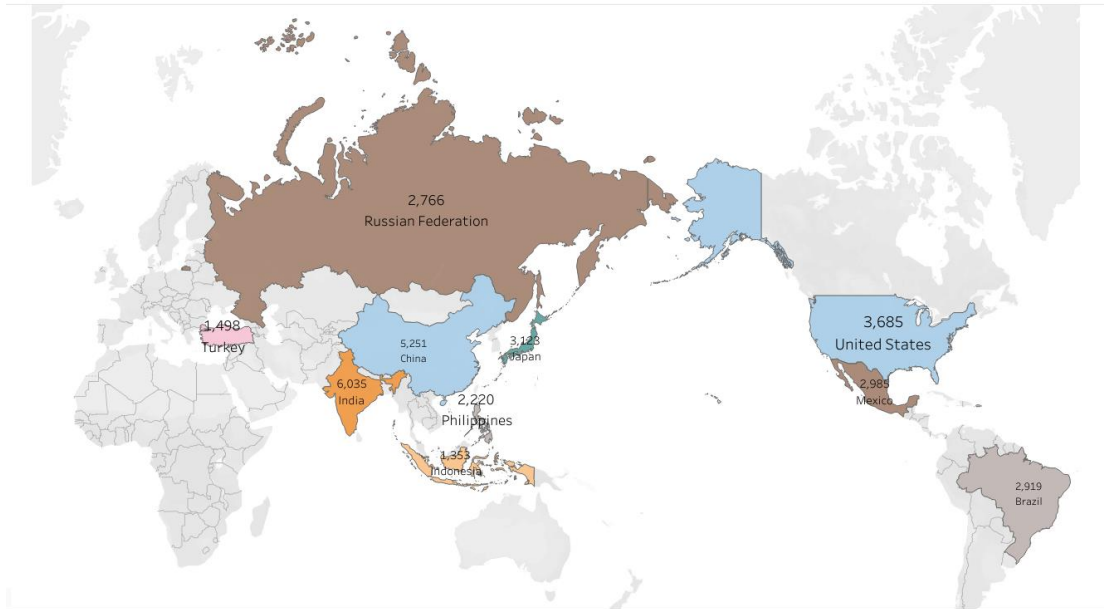 2,766
Russian Federation
1,498
Turkey
5,251
China
3,123
Japan
3,685
United States
6,035
India
2,985
Mexico
2,220
Philippines
1,353
Indonesia
2,919
Brazil